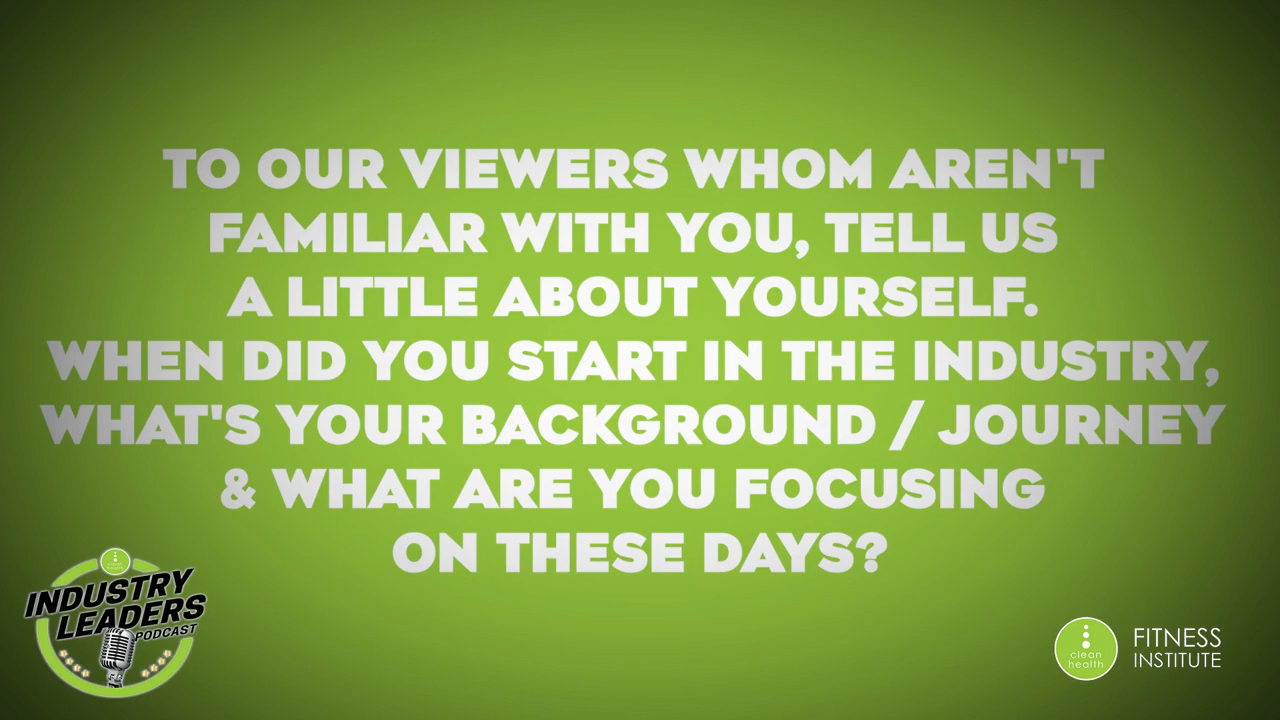 TO OUR VIEWERS WHOM AREN'T
FAMILIAR WITH YOU, TELL US
A LITTLE ABOUT YOURSELF.
WHEN DID YOU START IN THE INDUSTRY,
WHAT'S YOUR BACKGROUND / JOURNEY
& WHAT ARE YOU FOCUSING
ON THESE DAYS?
clean
health
INDUSTRY
LEADERS
PODCAST
clean
health
FITNESS
INSTITUTE